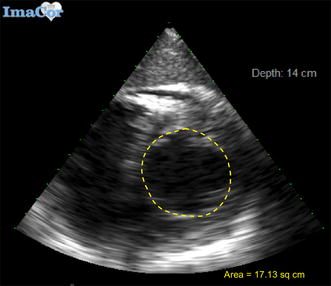 ImaCor
Depth: 14 cm
Area = 17.13 sq cm